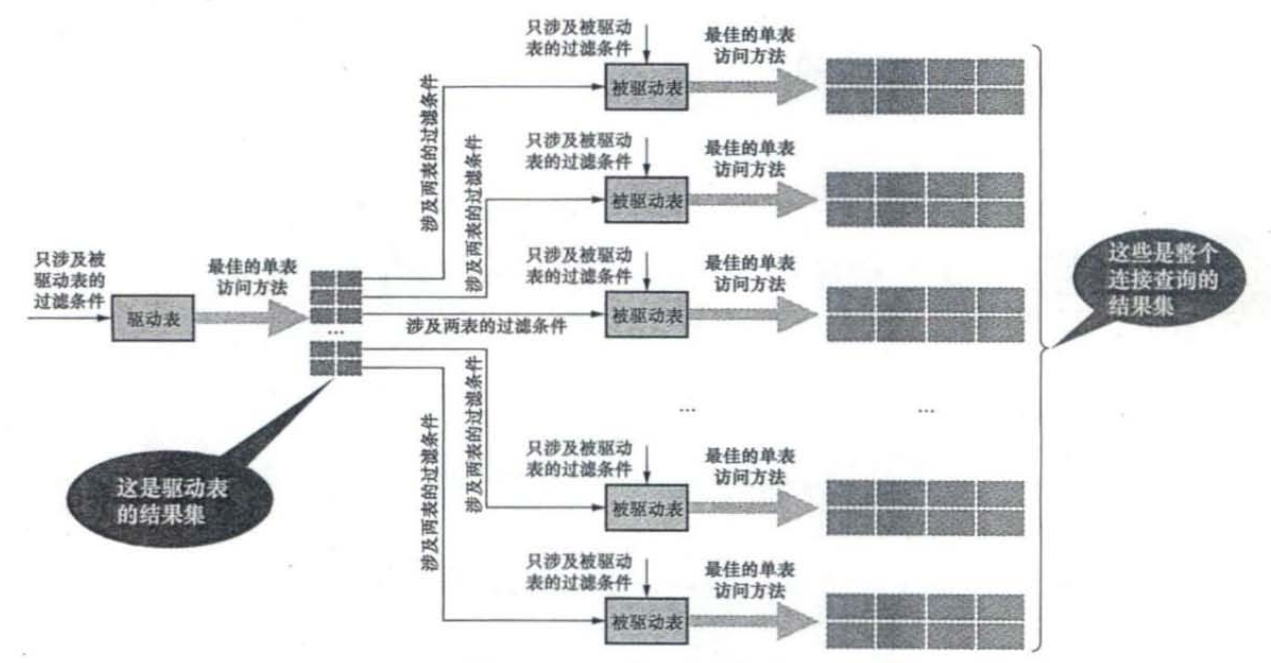 只涉及被驱动
表的过滤条件
最佳的单表
访问方法
被驱动表
涉及两表的过滤条件
只涉及被驱动
表的过滤条件
最佳的单表
访问方法
被驱动表
涉及两表的过滤条件
只涉及被
驱动表的
过滤条件
驱动表
最佳的单表
访问方法
...
只涉及被驱动
表的过滤条件
最佳的单表
访问方法
被驱动表
涉及两表的过滤条件
这些是整个
连接查询的
结果集
...
...
这是驱动表
的结果集
涉及两表的过滤条件
只涉及被驱动
表的过滤条件
最佳的单表
访问方法
被驱动表
涉及两表的过滤条件
只涉及被驱动
表的过滤条件
最佳的单表
访问方法
被驱动表